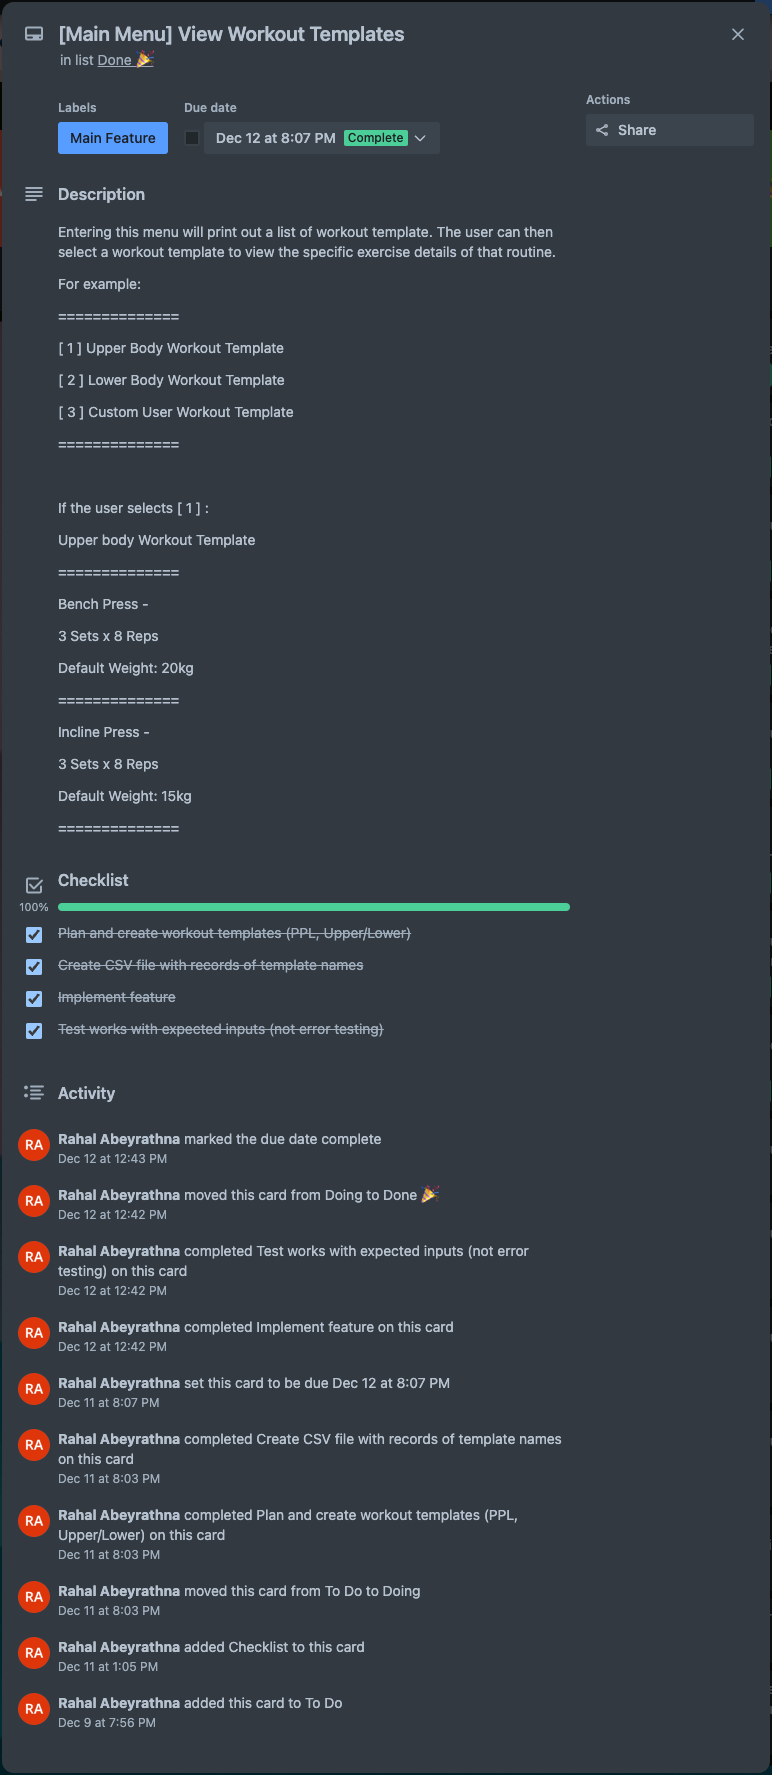 [Main Menu] View Workout Templates
in list Done 🎉
Labels
Due date
Actions
Main Feature
Dec 12 at 8:07 PM Complete
Share
Description
Entering this menu will print out a list of workout template. The user can then
select a workout template to view the specific exercise details of that routine.
For example:
==============
[ 1 ] Upper Body Workout Template
[ 2 ] Lower Body Workout Template
[ 3 ] Custom User Workout Template
==============
If the user selects [ 1 ] :
Upper body Workout Template
==============
Bench Press -
3 Sets x 8 Reps
Default Weight: 20kg
==============
Incline Press -
3 Sets x 8 Reps
Default Weight: 15kg
==============
Checklist
100%
Plan and create workout templates (PPL, Upper/Lower)
Create CSV file with records of template names
Implement feature
Test works with expected inputs (not error testing)
Activity
RA Rahal Abeyrathna marked the due date complete
Dec 12 at 12:43 PM
RA Rahal Abeyrathna moved this card from Doing to Done 🎉
Dec 12 at 12:42 PM
RA Rahal Abeyrathna completed Test works with expected inputs (not error
testing) on this card
Dec 12 at 12:42 PM
RA Rahal Abeyrathna completed Implement feature on this card
Dec 12 at 12:42 PM
RA Rahal Abeyrathna set this card to be due Dec 12 at 8:07 PM
Dec 11 at 8:07 PM
RA Rahal Abeyrathna completed Create CSV file with records of template names
on this card
Dec 11 at 8:03 PM
RA Rahal Abeyrathna completed Plan and create workout templates (PPL,
Upper/Lower) on this card
Dec 11 at 8:03 PM
RA Rahal Abeyrathna moved this card from To Do to Doing
Dec 11 at 8:03 PM
RA Rahal Abeyrathna added Checklist to this card
Dec 11 at 1:05 PM
RA Rahal Abeyrathna added this card to To Do
Dec 9 at 7:56 PM